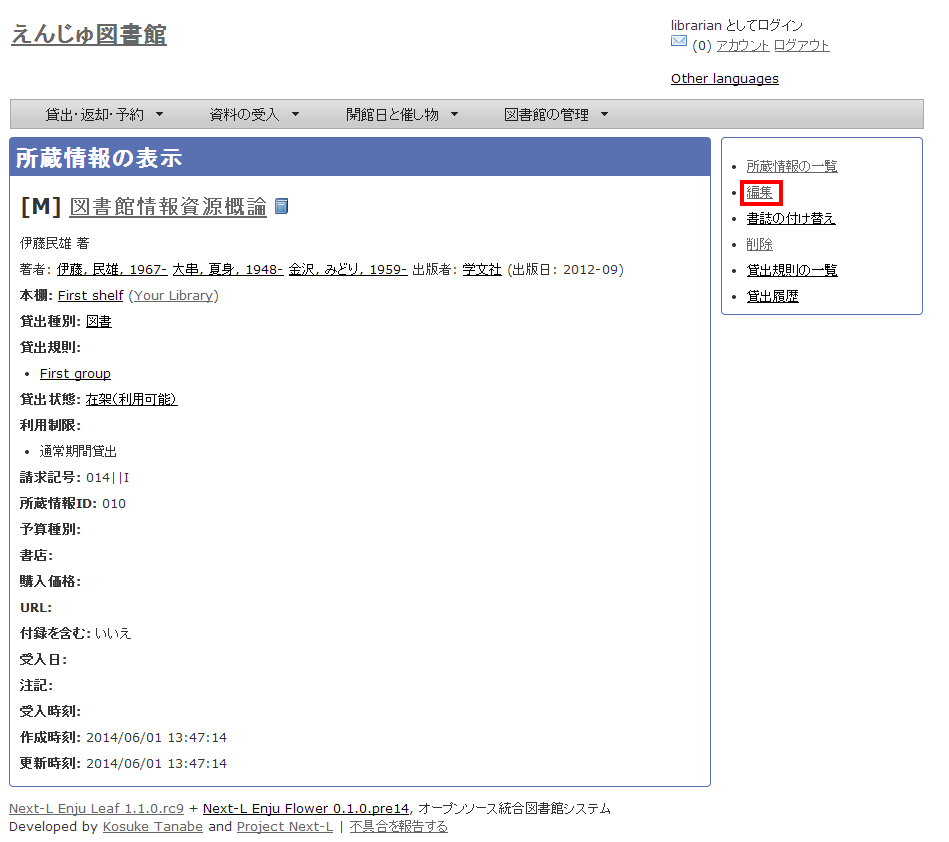 えんじゅ図書館
librarian としてログイン
(0) アカウント ログアウト
Other languages
貸出・返却・予約 ▼ 資料の受入 ▼ 開館日と催し物 ▼ 図書館の管理 ▼
所蔵情報の表示
[M] 図書館情報資源概論
伊藤民雄 著
著者: 伊藤, 民雄, 1967- 大串, 夏身, 1948- 金沢, みどり, 1959- 出版者: 学文社 (出版日: 2012-09)
本棚: First shelf (Your Library)
貸出種別: 図書
貸出規則:
• First group
貸出状態: 在架(利用可能)
利用制限:
• 通常期間貸出
請求記号: 014||I
所蔵情報ID: 010
予算種別:
書店:
購入価格:
URL:
付録を含む: いいえ
受入日:
注記:
受入時刻:
作成時刻: 2014/06/01 13:47:14
更新時刻: 2014/06/01 13:47:14
• 所蔵情報の一覧
• 編集
• 書誌の付け替え
• 削除
• 貸出規則の一覧
• 貸出履歴
Next-L Enju Leaf 1.1.0.rc9 + Next-L Enju Flower 0.1.0.pre14, オープンソース統合図書館システム
Developed by Kosuke Tanabe and Project Next-L | 不具合を報告する